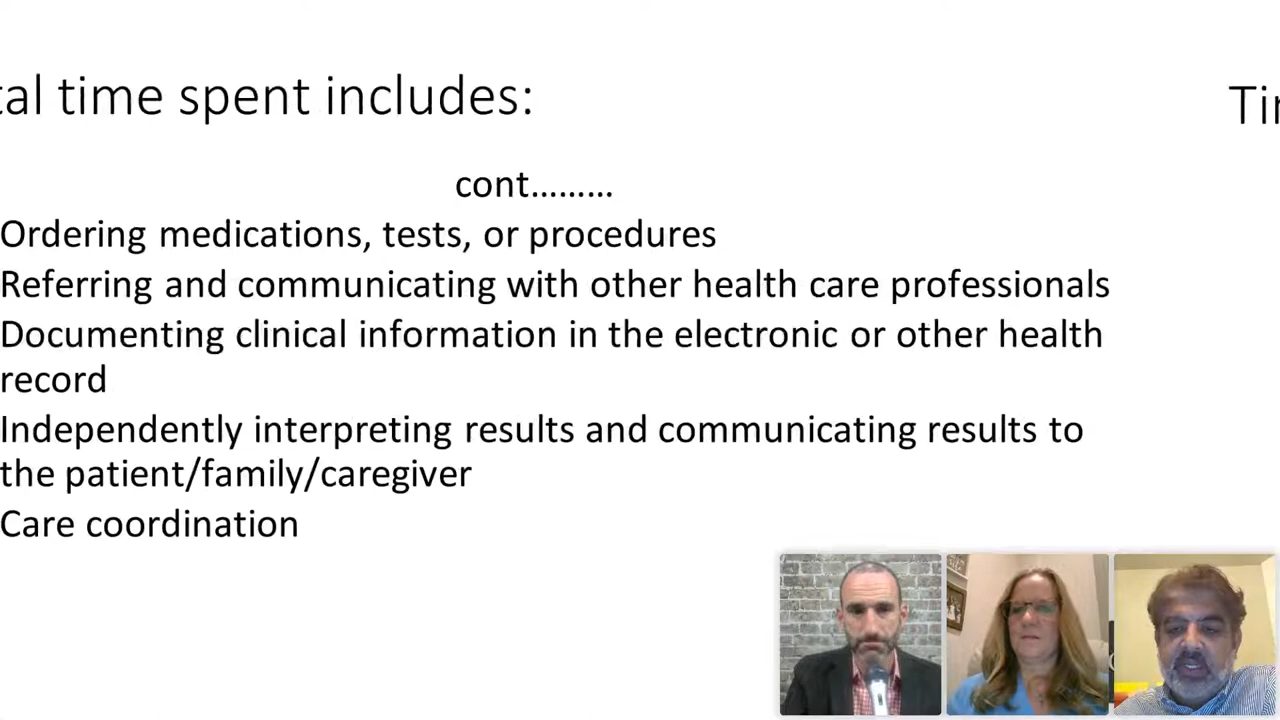 tal time spent includes:
Tir
cont.........
Ordering medications, tests, or procedures
Referring and communicating with other health care professionals
Documenting clinical information in the electronic or other health
record
Independently interpreting results and communicating results to
the patient/family/caregiver
Care coordination